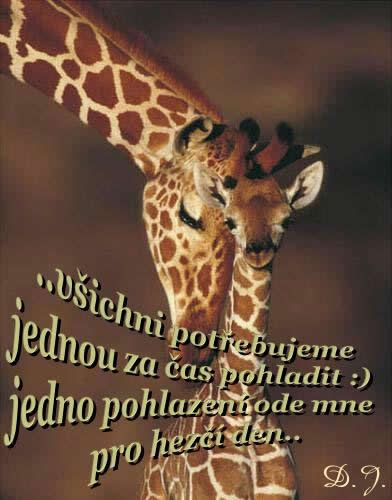 ..všichni potřebujeme
jednou za čas pohladit :)
jedno pohlazení ode mne
pro hezčí den..
D. J.